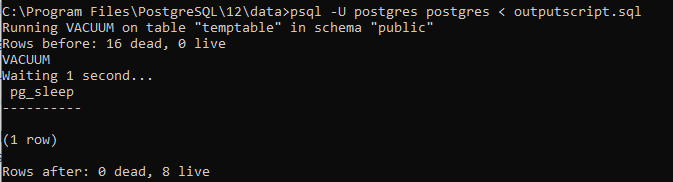 C:\Program Files\PostgreSQL\12\data>psql -U postgres postgres < outputscript.sql
Running VACUUM on table "temptable" in schema "public"
Rows before: 16 dead, 0 live
VACUUM
Waiting 1 second...
 pg_sleep
----------

(1 row)

Rows after: 0 dead, 8 live